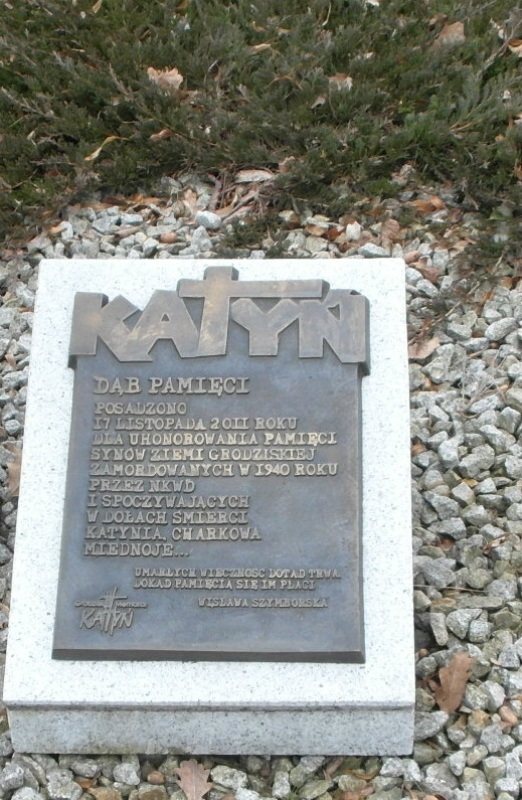 KATYŃ
DĄB PAMIĘCI
POSADZONO
17 LISTOPADA 2011 ROKU
DLA UHONOROWANIA PAMIĘCI
SYNÓW ZIEMI GRODZISKIEJ
ZAMORDOWANYCH W 1940 ROKU
PRZEZ NKWD
I SPOCZYWAJĄCYCH
W DOŁACH ŚMIERCI
KATYNIA, CHARKOWA
MIEDNOJE...
UMARŁYCH WIECZNOŚĆ DOTĄD TRWA
DOKĄD PAMIĘCIĄ SIĘ IM PŁACI
WISŁAWA SZYMBORSKA
KATYŃ